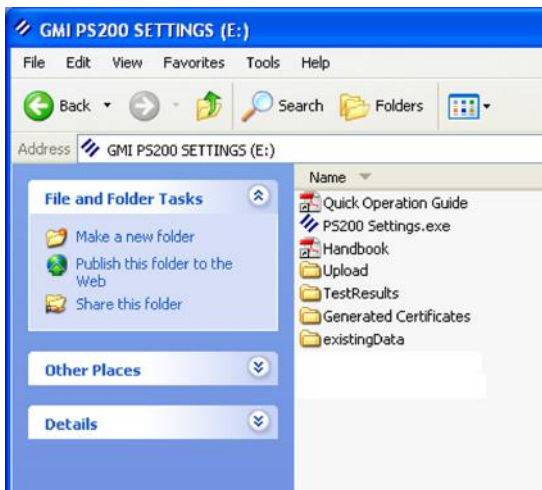 GMI PS200 SETTINGS (E:)
File Edit View Favorites Tools Help
Back Search Folders
Address GMI PS200 SETTINGS (E:)
File and Folder Tasks
Make a new folder
Publish this folder to the
Web
Share this folder
Other Places
Details
Name
Quick Operation Guide
PS200 Settings.exe
Handbook
Upload
TestResults
Generated Certificates
existingData